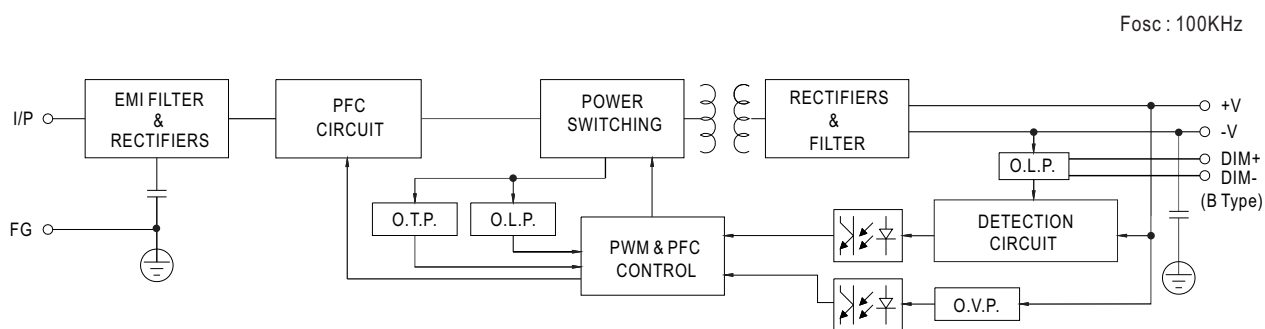 Fosc : 100KHz
I/P
EMI FILTER
&
RECTIFIERS
PFC
CIRCUIT
POWER
SWITCHING
RECTIFIERS
&
FILTER
+V
-V
DIM+
DIM-
(B Type)
O.L.P.
FG
O.T.P.
O.L.P.
PWM & PFC
CONTROL
DETECTION
CIRCUIT
O.V.P.